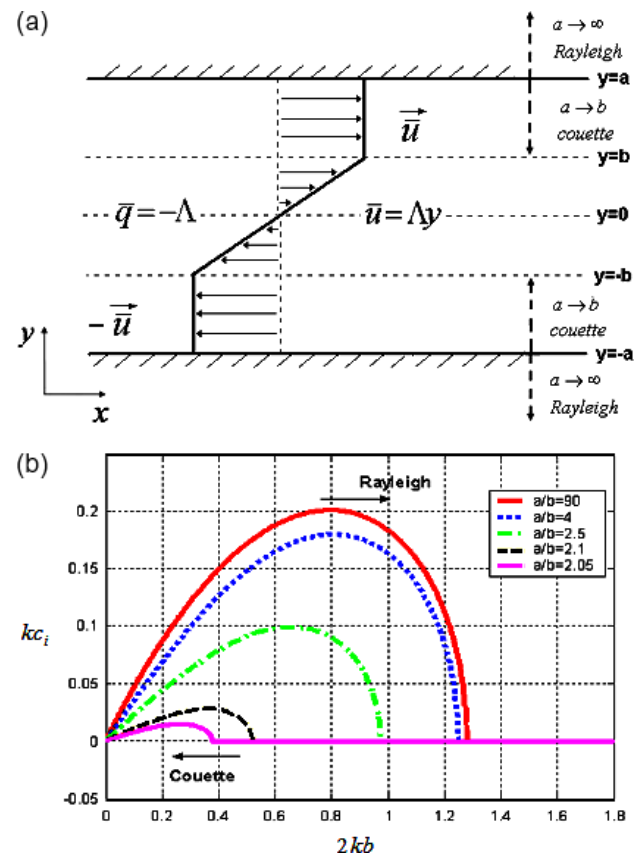 (a)
a → ∞
Rayleigh
y=a
a → b
couette
u̅
y=b
q̅ = −Λ
u̅ = Λy
y=0
y=-b
− u̅
a → b
couette
y
y=-a
x
a → ∞
Rayleigh
(b)
Rayleigh
a/b=90
a/b=4
a/b=2.5
a/b=2.1
a/b=2.05
0.2
0.15
kcᵢ
0.1
0.05
0
Couette
-0.05
0 0.2 0.4 0.6 0.8 1 1.2 1.4 1.6 1.8
2kb